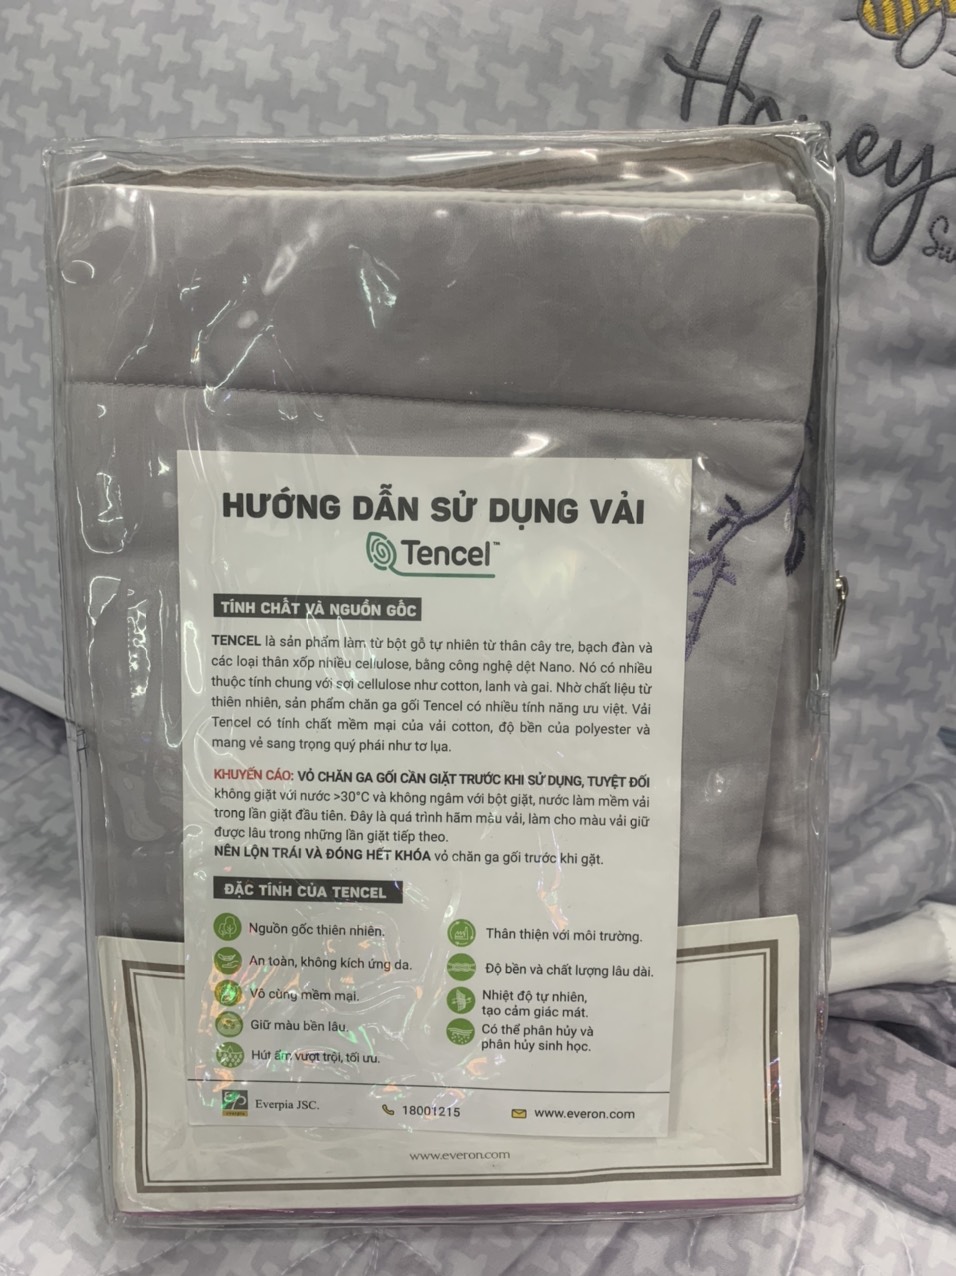 Honey
HƯỚNG DẪN SỬ DỤNG VẢI
Tencel™
TÍNH CHẤT VÀ NGUỒN GỐC
TENCEL là sản phẩm làm từ bột gỗ tự nhiên từ thân cây tre, bạch đàn và
các loại thân xốp nhiều cellulose, bằng công nghệ dệt Nano. Nó có nhiều
thuộc tính chung với sợi cellulose như cotton, lanh và gai. Nhờ chất liệu từ
thiên nhiên, sản phẩm chăn ga gối Tencel có nhiều tính năng ưu việt. Vải
Tencel có tính chất mềm mại của vải cotton, độ bền của polyester và
mang vẻ sang trọng quý phái như tơ lụa.
KHUYẾN CÁO: VỎ CHĂN GA GỐI CẦN GIẶT TRƯỚC KHI SỬ DỤNG, TUYỆT ĐỐI
không giặt với nước >30°C và không ngâm với bột giặt, nước làm mềm vải
trong lần giặt đầu tiên. Đây là quá trình hãm màu vải, làm cho màu vải giữ
được lâu trong những lần giặt tiếp theo.
NÊN LỘN TRÁI VÀ ĐÓNG HẾT KHÓA vỏ chăn ga gối trước khi gặt.
ĐẶC TÍNH CỦA TENCEL
Nguồn gốc thiên nhiên.
An toàn, không kích ứng da.
Vô cùng mềm mại.
Giữ màu bền lâu.
Hút ẩm vượt trội, tối ưu.
Thân thiện với môi trường.
Độ bền và chất lượng lâu dài.
Nhiệt độ tự nhiên,
tạo cảm giác mát.
Có thể phân hủy và
phân hủy sinh học.
Everpia JSC.
18001215
www.everon.com
www.everon.com